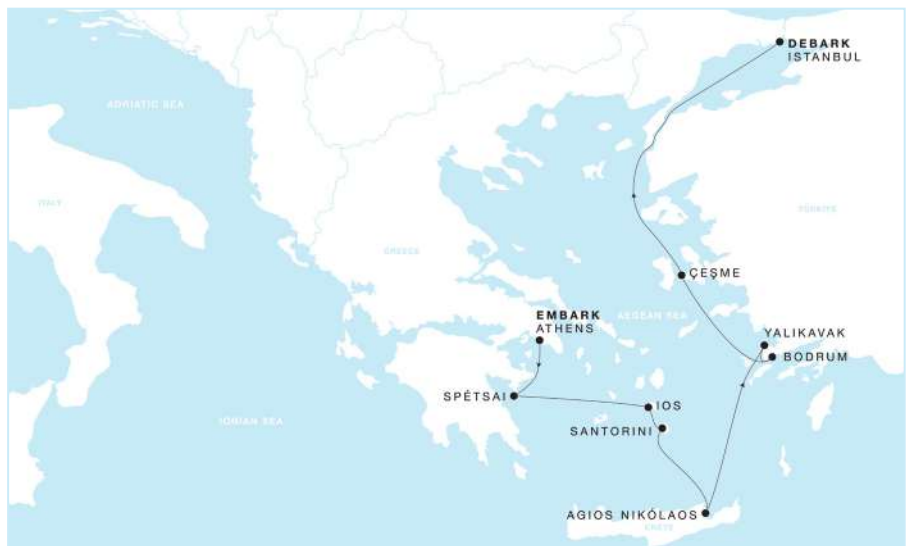 DEBARK
ISTANBUL
ADRIATIC SEA
ITALY
TÜRKIYE
GREECE
ÇEŞME
EMBARK
ATHENS
AEGEAN SEA
YALIKAVAK
BODRUM
SPÉTSAI
IOS
IONIAN SEA
SANTORINI
AGIOS NIKÓLAOS
CRETE